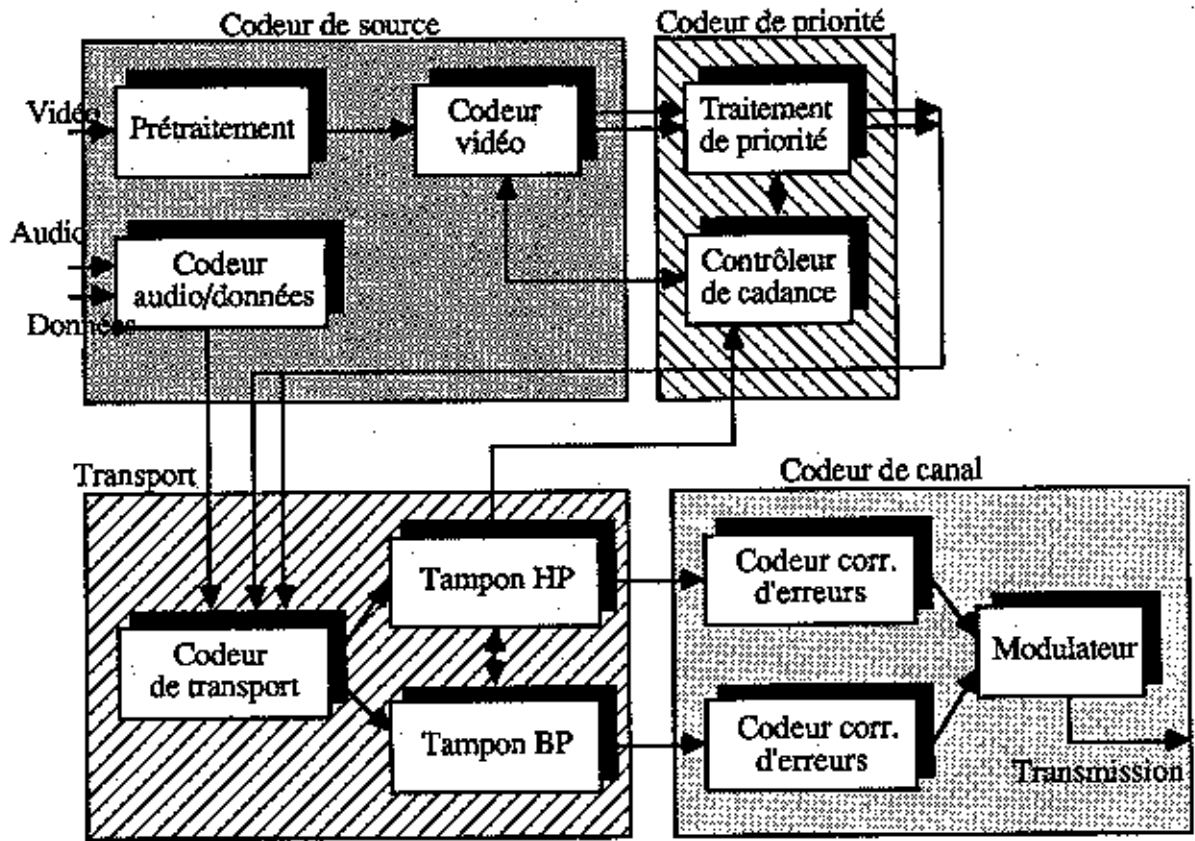 Codeur de source
Codeur de priorité
Vidéo
Prétraitement
Codeur
vidéo
Traitement
de priorité
Audio
Codeur
audio/données
Données
Contrôleur
de cadance
Transport
Codeur de canal
Tampon HP
Codeur corr.
d'erreurs
Codeur
de transport
Modulateur
Tampon BP
Codeur corr.
d'erreurs
Transmission